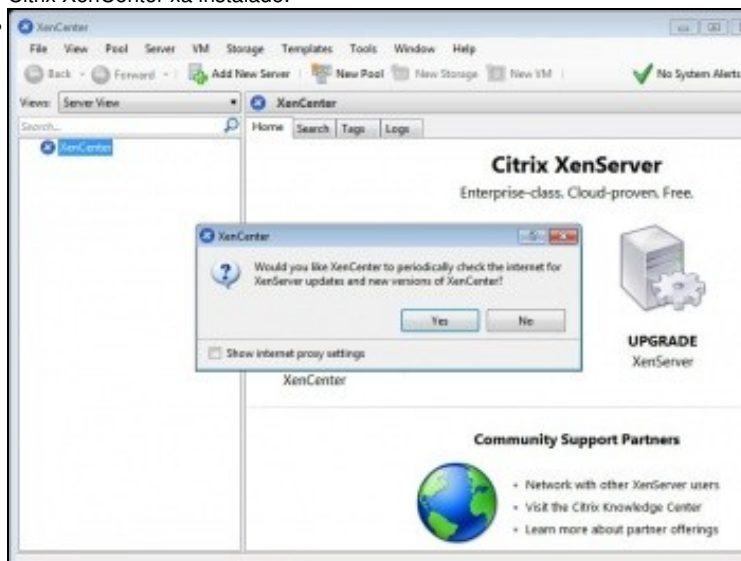 Citrix XenCenter xa instalado.
XenCenter
File View Pool Server VM Storage Templates Tools Window Help
Back Forward Add New Server New Pool New Storage New VM No System Alerts
Views: Server View
XenCenter
Search...
Home Search Tags Logs
XenCenter
Citrix XenServer
Enterprise-class. Cloud-proven. Free.
XenCenter
Would you like XenCenter to periodically check the internet for
XenServer updates and new versions of XenCenter?
Yes No
Show internet proxy settings
UPGRADE
XenServer
XenCenter
Community Support Partners
Network with other XenServer users
Visit the Citrix Knowledge Center
Learn more about partner offerings